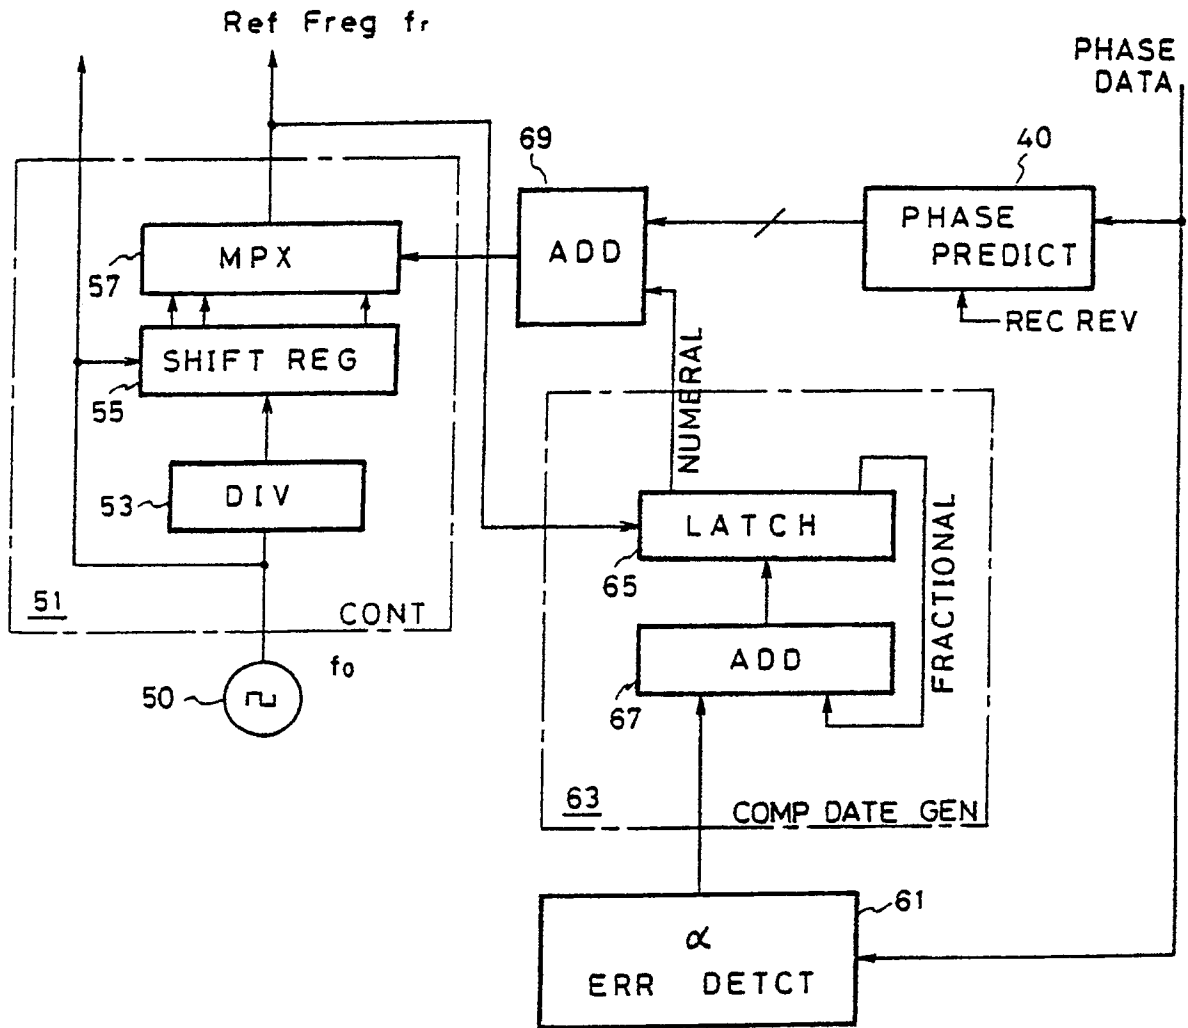 Ref Freg fr
PHASE
DATA
69
40
MPX
57
ADD
PHASE
PREDICT
REC REV
SHIFT REG
55
NUMERAL
DIV
53
LATCH
65
FRACTIONAL
51
CONT
ADD
67
fo
50
63
COMP DATE GEN
61
α
ERR DETCT